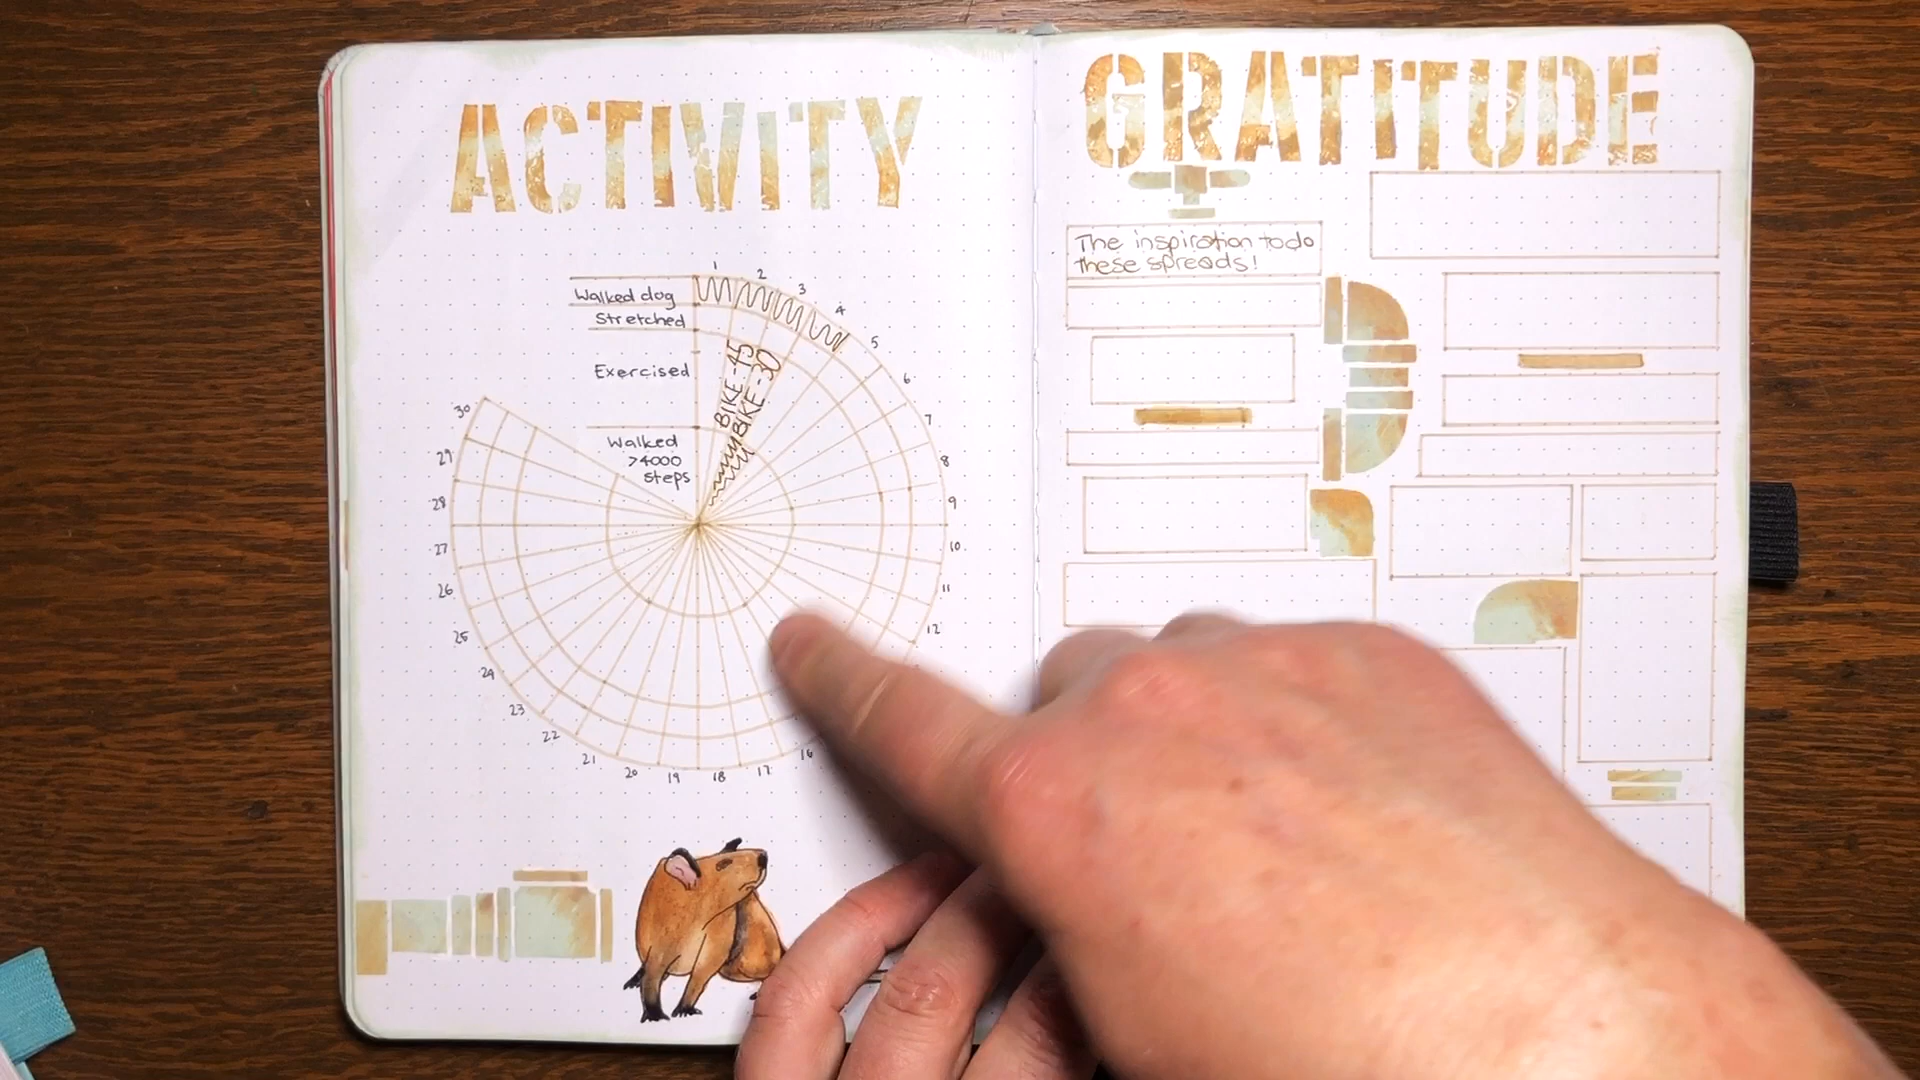 ACTIVITY
1
2
3
4
5
6
7
8
9
10
11
12
16
17
18
19
20
21
22
23
24
25
26
27
28
29
30
Walked dog
Stretched
Exercised
Walked
>4000
steps
BIKE-45
BIKE-30
GRATITUDE
The inspiration to do
these spreads!